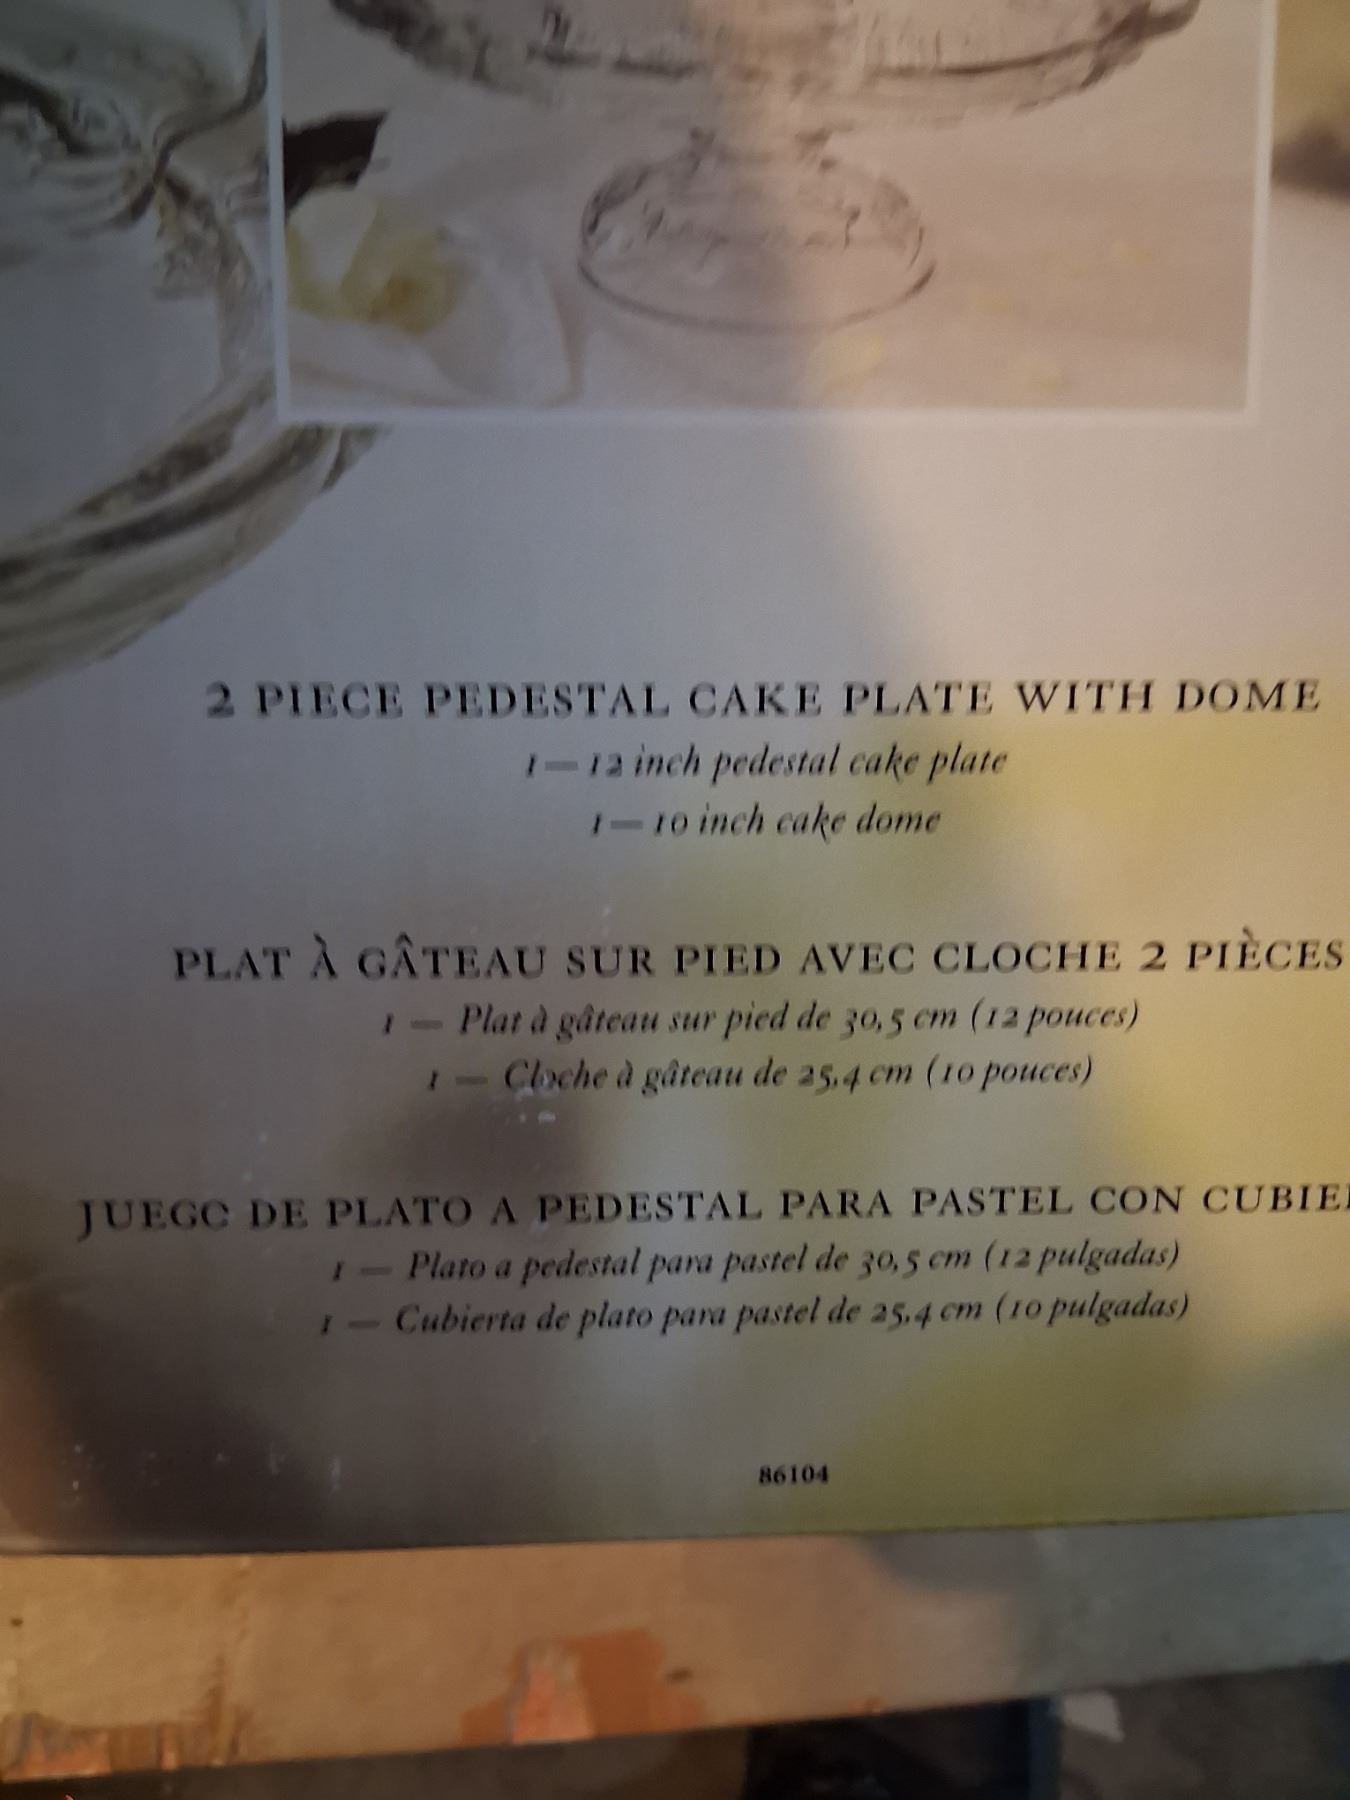 2 PIECE PEDESTAL CAKE PLATE WITH DOME
1 — 12 inch pedestal cake plate
1 — 10 inch cake dome
PLAT À GÂTEAU SUR PIED AVEC CLOCHE 2 PIÈCES
1 — Plat à gâteau sur pied de 30,5 cm (12 pouces)
1 — Cloche à gâteau de 25,4 cm (10 pouces)
JUEGO DE PLATO A PEDESTAL PARA PASTEL CON
1 — Plato a pedestal para pastel de 30,5 cm (12 pulgadas)
1 — Cubierta de plato para pastel de 25,4 cm (10 pulgadas)
86104